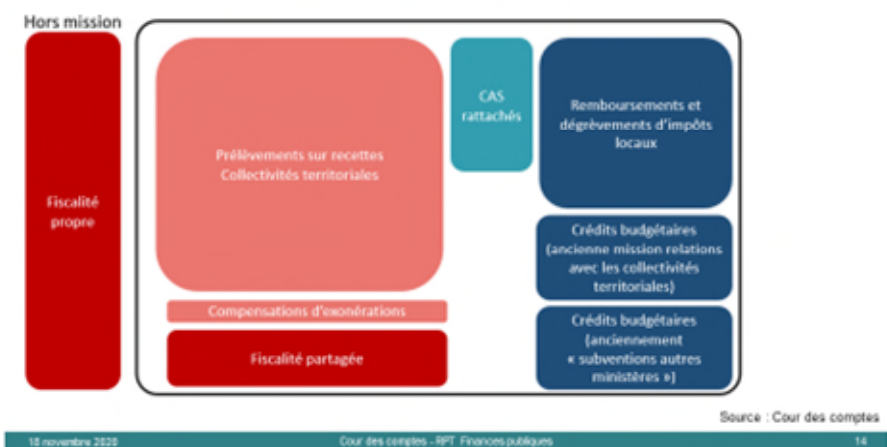 Hors mission
Fiscalité
propre
Prélèvements sur recettes
Collectivités territoriales
Compensations d'exonérations
Fiscalité partagée
CAS
rattachés
Remboursements et
dégrèvements d'impôts
locaux
Crédits budgétaires
(ancienne mission relations
avec les collectivités
territoriales)
Crédits budgétaires
(anciennement
« subventions autres
ministères »)
Source : Cour des comptes
18 novembre 2020
Cour des comptes - RPT Finances publiques
14